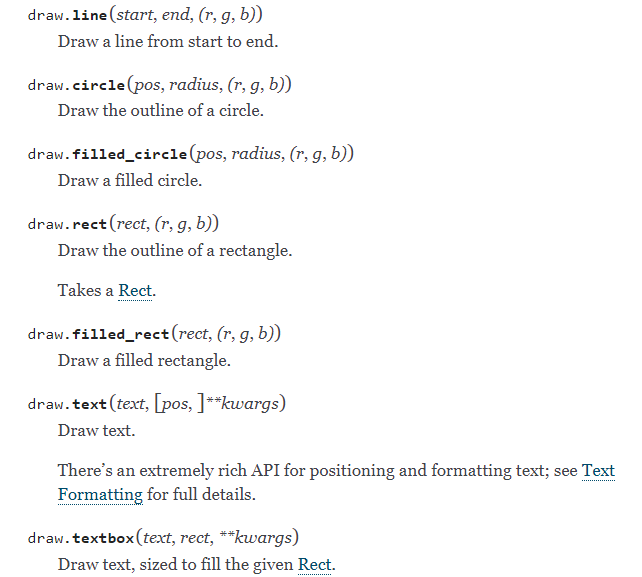 draw.line(start, end, (r, g, b))
Draw a line from start to end.
draw.circle(pos, radius, (r, g, b))
Draw the outline of a circle.
draw.filled_circle(pos, radius, (r, g, b))
Draw a filled circle.
draw.rect(rect, (r, g, b))
Draw the outline of a rectangle.
Takes a Rect.
draw.filled_rect(rect, (r, g, b))
Draw a filled rectangle.
draw.text(text, [pos, ]**kwargs)
Draw text.
There’s an extremely rich API for positioning and formatting text; see Text
Formatting for full details.
draw.textbox(text, rect, **kwargs)
Draw text, sized to fill the given Rect.